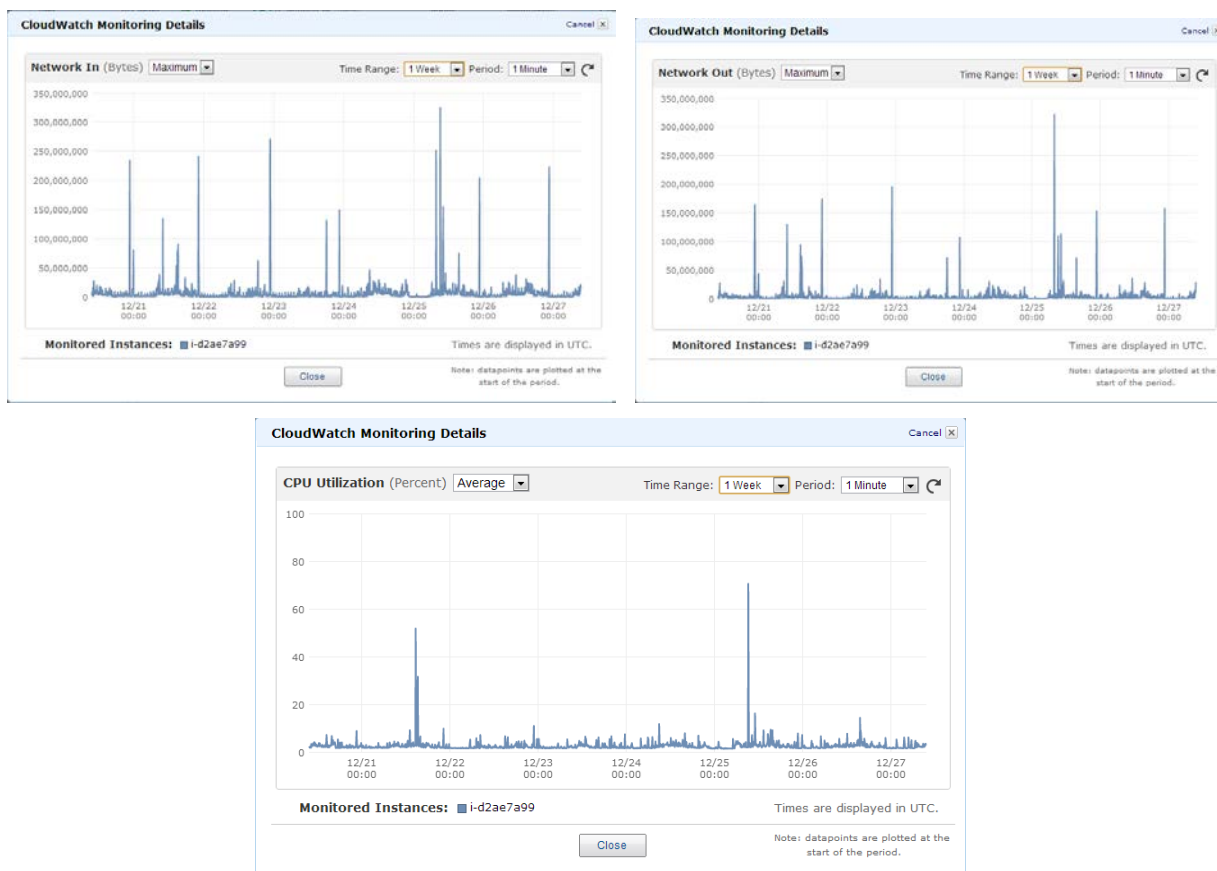 CloudWatch Monitoring Details
Cancel
Network In (Bytes) Maximum
Time Range: 1 Week Period: 1 Minute
350,000,000
300,000,000
250,000,000
200,000,000
150,000,000
100,000,000
50,000,000
0
12/21 12/22 12/23 12/24 12/25 12/26 12/27
00:00 00:00 00:00 00:00 00:00 00:00 00:00
Monitored Instances: i-d2ae7a99
Times are displayed in UTC.
Close
Note: datapoints are plotted at the
start of the period.
CloudWatch Monitoring Details
Cancel
Network Out (Bytes) Maximum
Time Range: 1 Week Period: 1 Minute
350,000,000
300,000,000
250,000,000
200,000,000
150,000,000
100,000,000
50,000,000
0
12/21 12/22 12/23 12/24 12/25 12/26 12/27
00:00 00:00 00:00 00:00 00:00 00:00 00:00
Monitored Instances: i-d2ae7a99
Times are displayed in UTC.
Close
Note: datapoints are plotted at the
start of the period.
CloudWatch Monitoring Details
Cancel
CPU Utilization (Percent) Average
Time Range: 1 Week Period: 1 Minute
100
80
60
40
20
0
12/21 12/22 12/23 12/24 12/25 12/26 12/27
00:00 00:00 00:00 00:00 00:00 00:00 00:00
Monitored Instances: i-d2ae7a99
Times are displayed in UTC.
Close
Note: datapoints are plotted at the
start of the period.